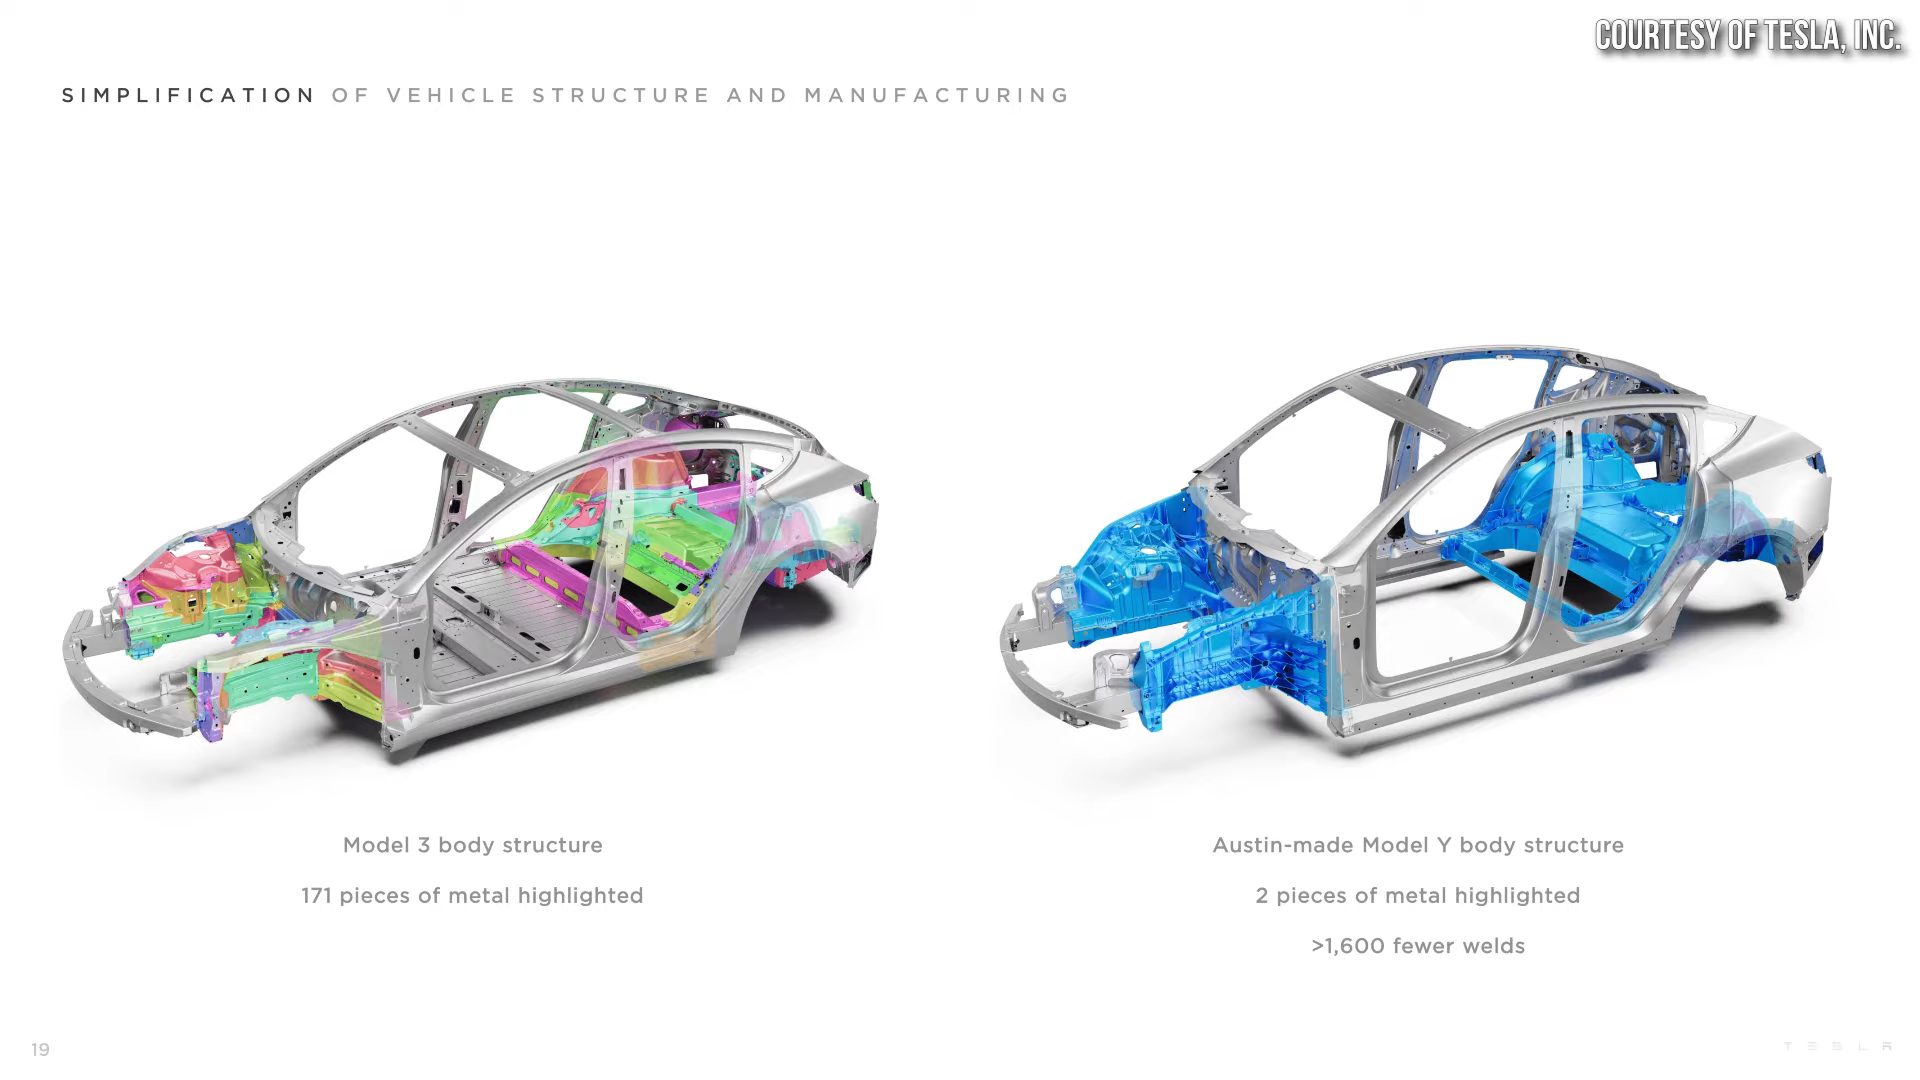 COURTESY OF TESLA, INC.
SIMPLIFICATION OF VEHICLE STRUCTURE AND MANUFACTURING
Model 3 body structure
171 pieces of metal highlighted
Austin-made Model Y body structure
2 pieces of metal highlighted
>1,600 fewer welds
19
TESLA